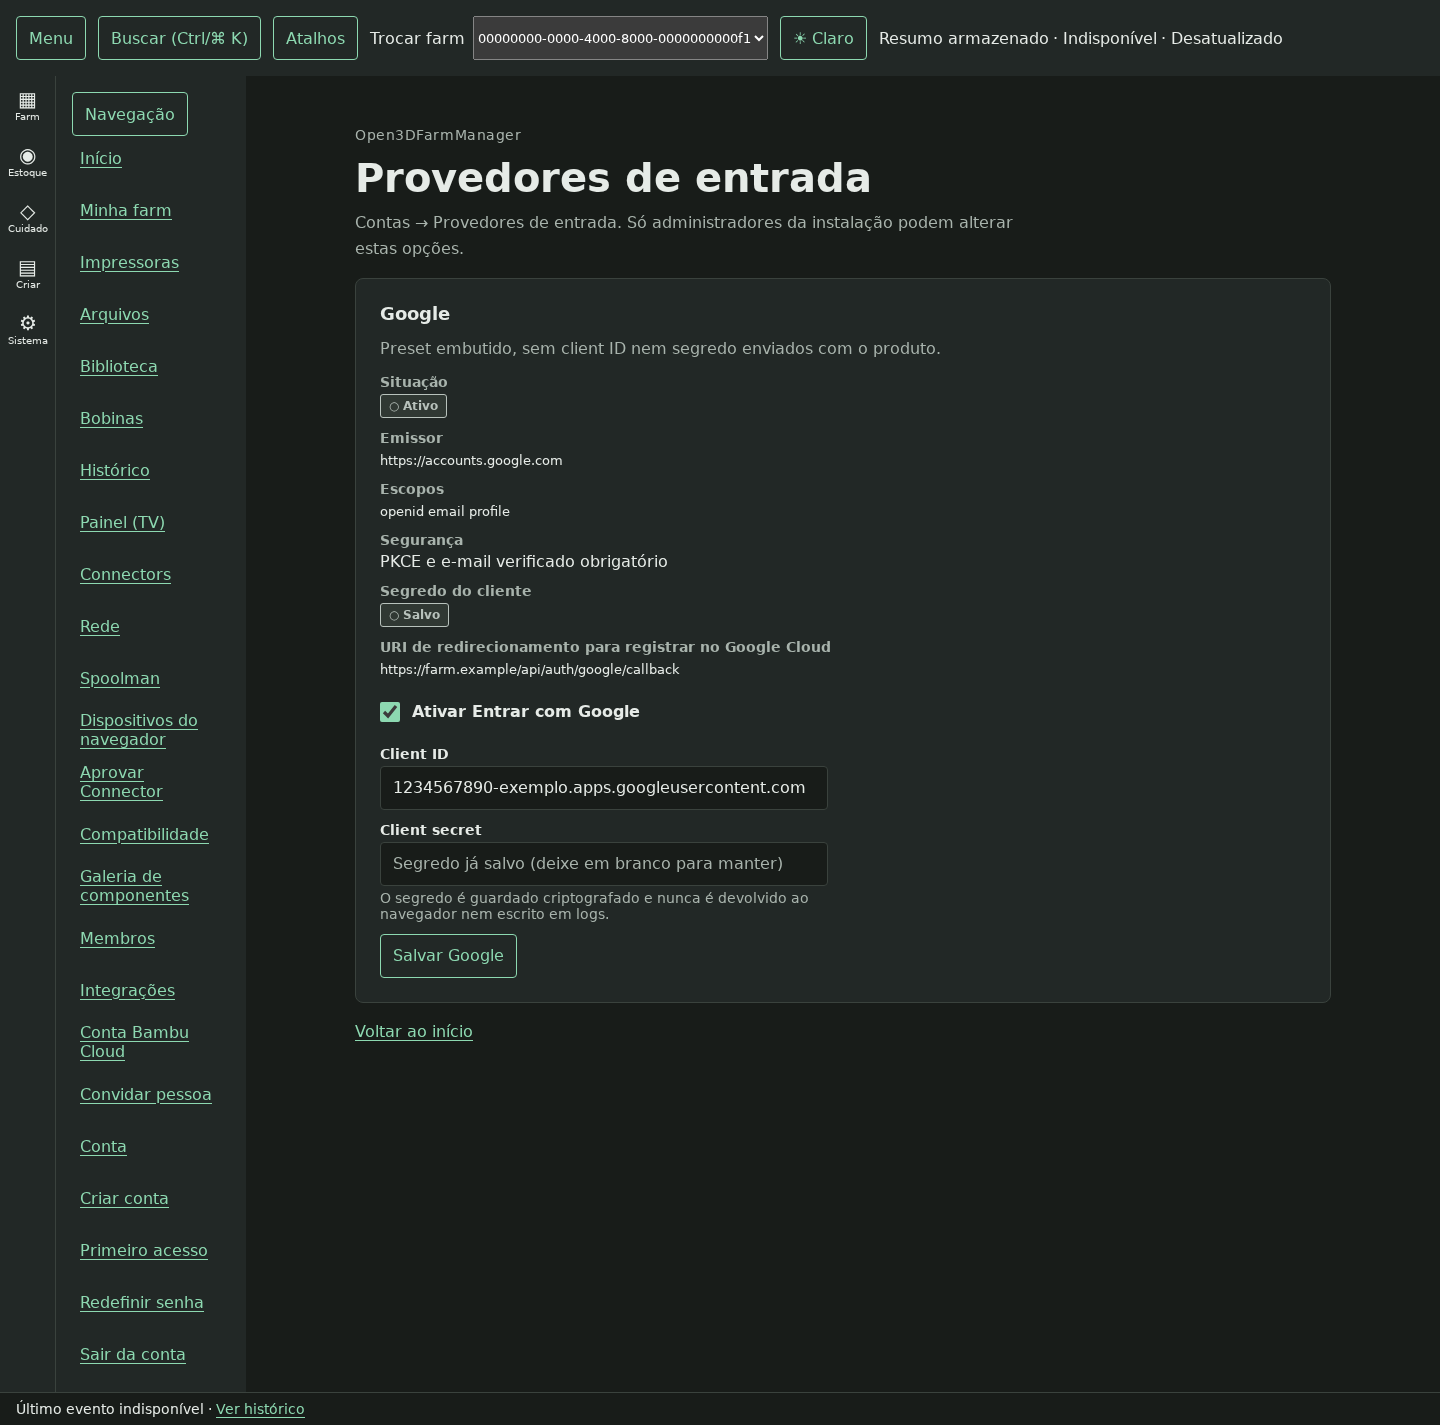 Menu
Buscar (Ctrl/⌘ K)
Atalhos
Trocar farm
00000000-0000-4000-8000-0000000000f1
☀ Claro
Resumo armazenado · Indisponível · Desatualizado
Farm
Estoque
Cuidado
Criar
Sistema
Navegação
Início
Minha farm
Impressoras
Arquivos
Biblioteca
Bobinas
Histórico
Painel (TV)
Connectors
Rede
Spoolman
Dispositivos do
navegador
Aprovar
Connector
Compatibilidade
Galeria de
componentes
Membros
Integrações
Conta Bambu
Cloud
Convidar pessoa
Conta
Criar conta
Primeiro acesso
Redefinir senha
Sair da conta
Open3DFarmManager
Provedores de entrada
Contas → Provedores de entrada. Só administradores da instalação podem alterar
estas opções.
Google
Preset embutido, sem client ID nem segredo enviados com o produto.
Situação
○ Ativo
Emissor
https://accounts.google.com
Escopos
openid email profile
Segurança
PKCE e e-mail verificado obrigatório
Segredo do cliente
○ Salvo
URI de redirecionamento para registrar no Google Cloud
https://farm.example/api/auth/google/callback
Ativar Entrar com Google
Client ID
1234567890-exemplo.apps.googleusercontent.com
Client secret
Segredo já salvo (deixe em branco para manter)
O segredo é guardado criptografado e nunca é devolvido ao
navegador nem escrito em logs.
Salvar Google
Voltar ao início
Último evento indisponível · Ver histórico